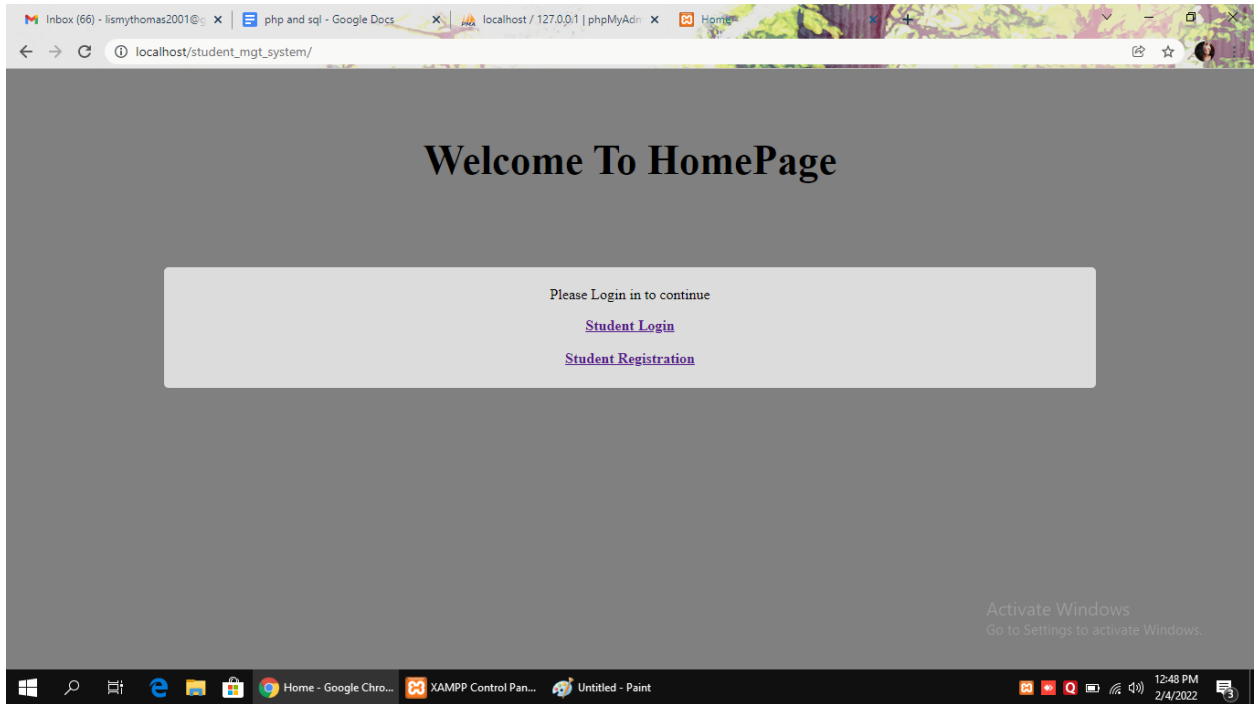 Inbox (66) - lismythomas2001@g
php and sql - Google Docs
localhost / 127.0.0.1 | phpMyAdn
Home
localhost/student_mgt_system/
Welcome To HomePage
Please Login in to continue
Student Login
Student Registration
Activate Windows
Go to Settings to activate Windows.
Home - Google Chro...
XAMPP Control Pan...
Untitled - Paint
12:48 PM
2/4/2022
3